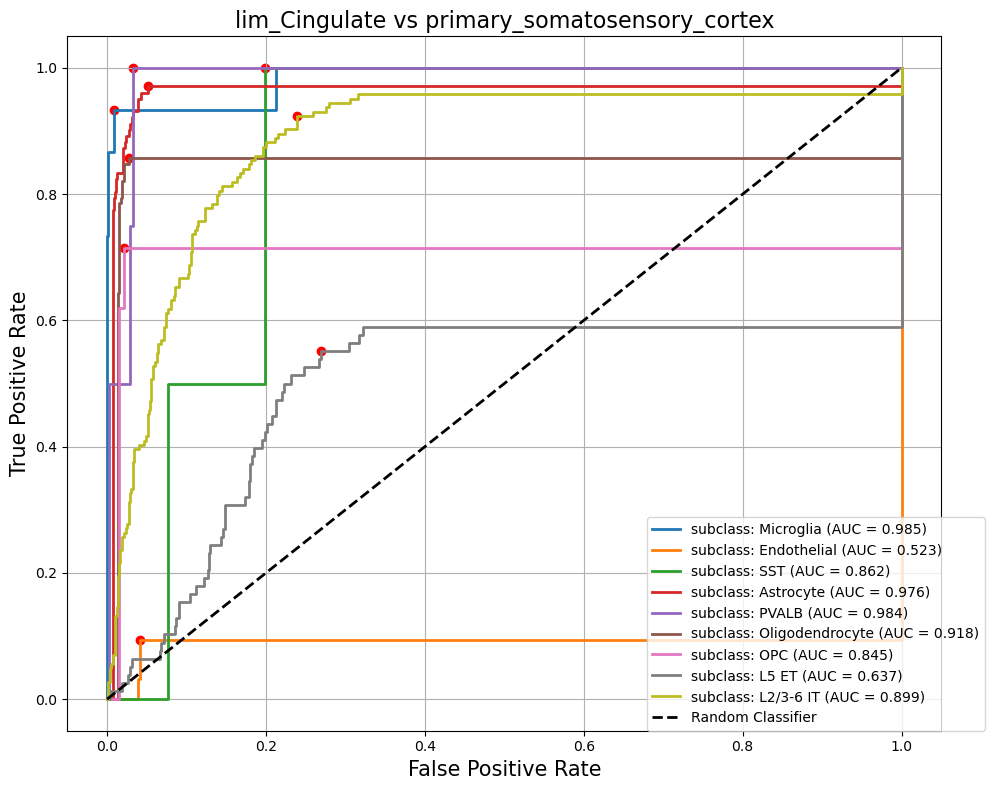 lim_Cingulate vs primary_somatosensory_cortex
True Positive Rate
1.0
0.8
0.6
0.4
0.2
0.0
subclass: Microglia (AUC = 0.985)
subclass: Endothelial (AUC = 0.523)
subclass: SST (AUC = 0.862)
subclass: Astrocyte (AUC = 0.976)
subclass: PVALB (AUC = 0.984)
subclass: Oligodendrocyte (AUC = 0.918)
subclass: OPC (AUC = 0.845)
subclass: L5 ET (AUC = 0.637)
subclass: L2/3-6 IT (AUC = 0.899)
Random Classifier
0.0 0.2 0.4 0.6 0.8 1.0
False Positive Rate